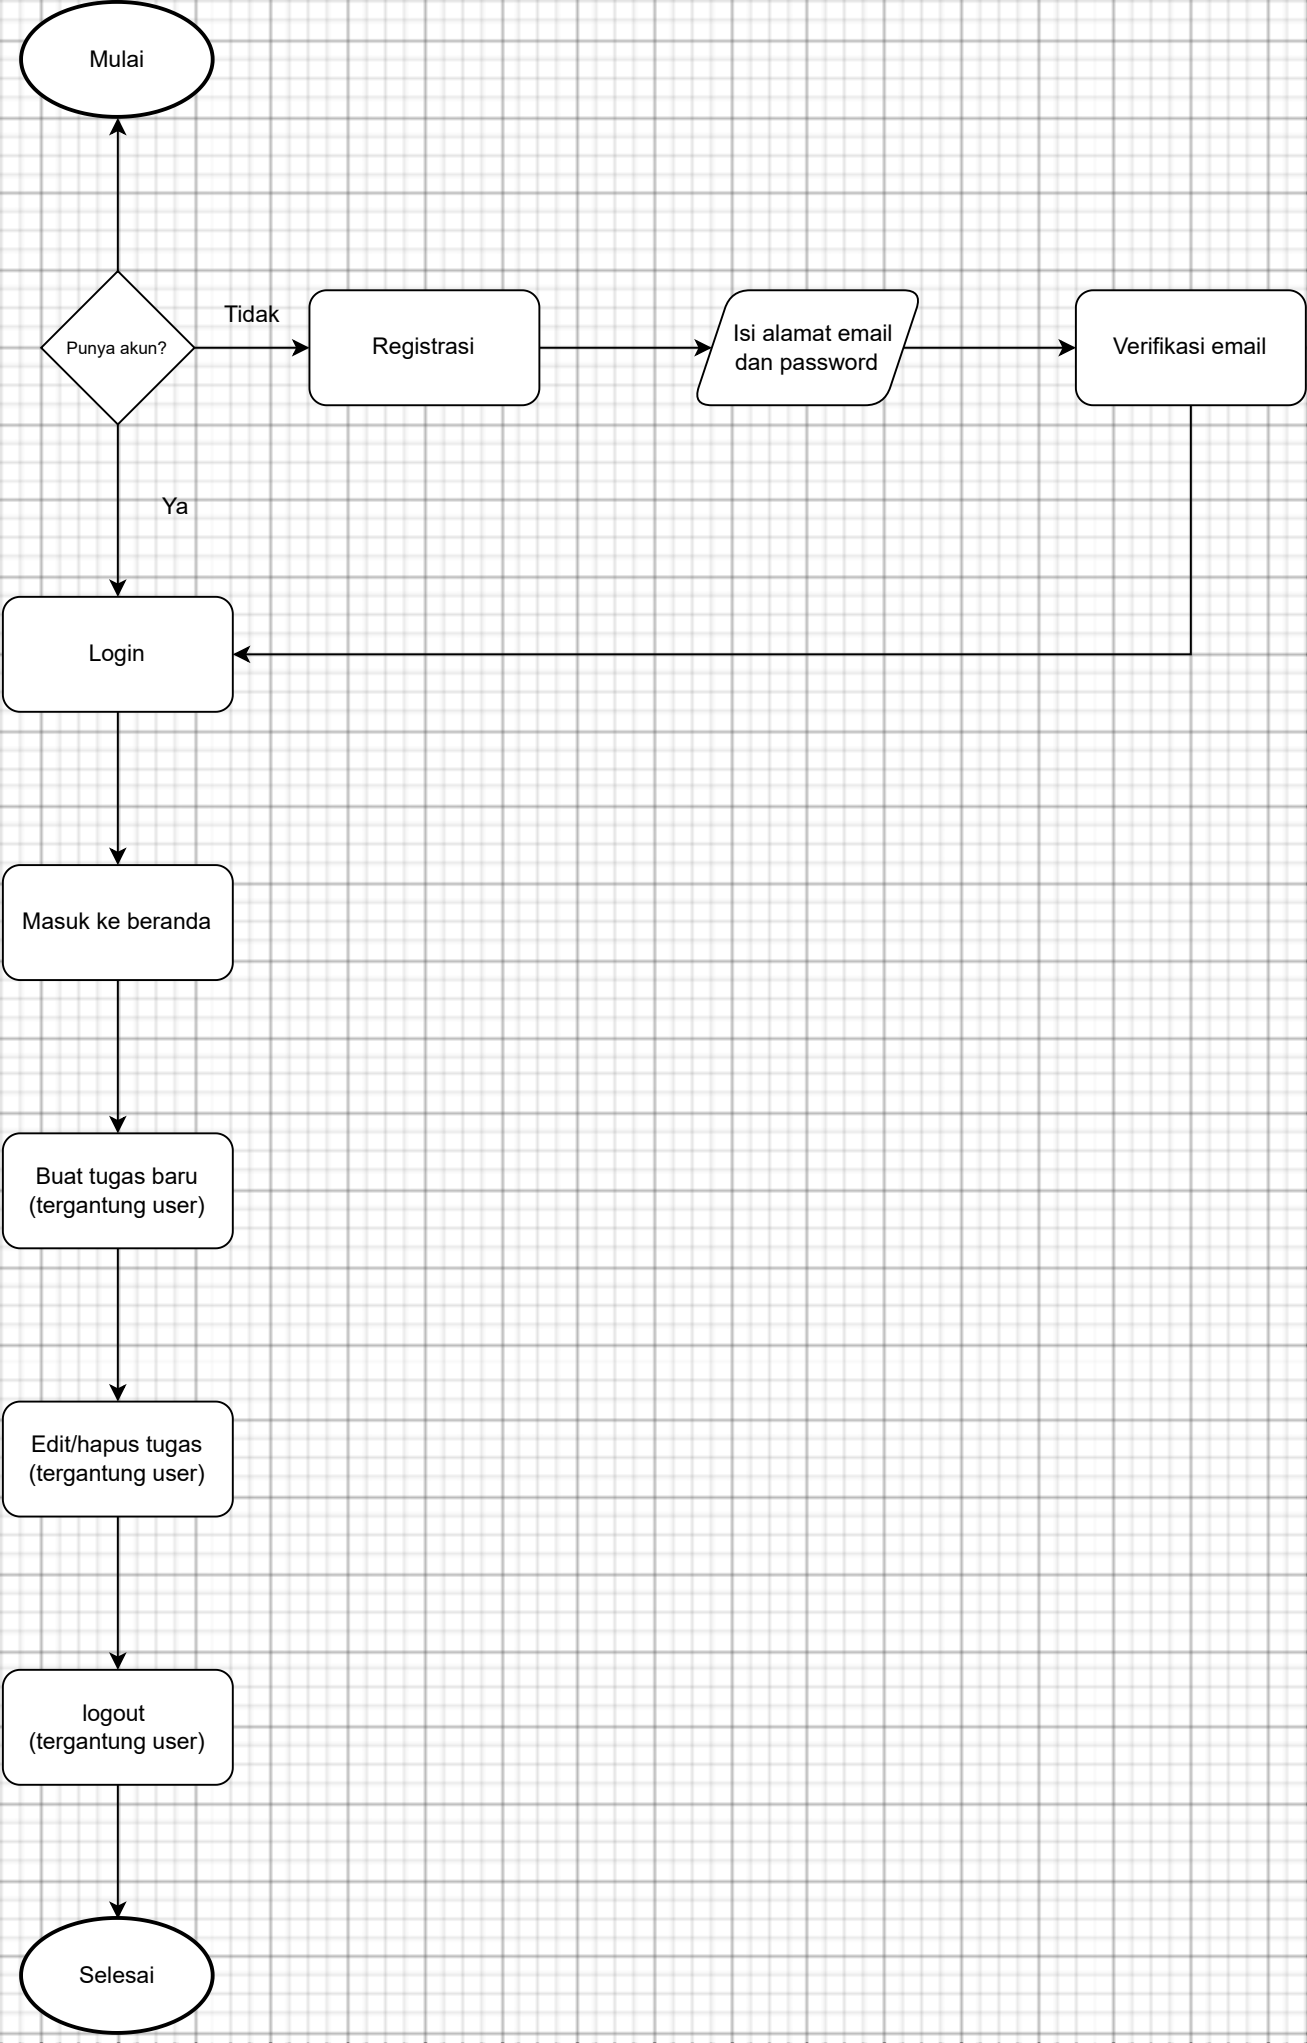 Mulai
Punya akun?
Tidak
Registrasi
Isi alamat email
dan password
Verifikasi email
Ya
Login
Masuk ke beranda
Buat tugas baru
(tergantung user)
Edit/hapus tugas
(tergantung user)
logout
(tergantung user)
Selesai